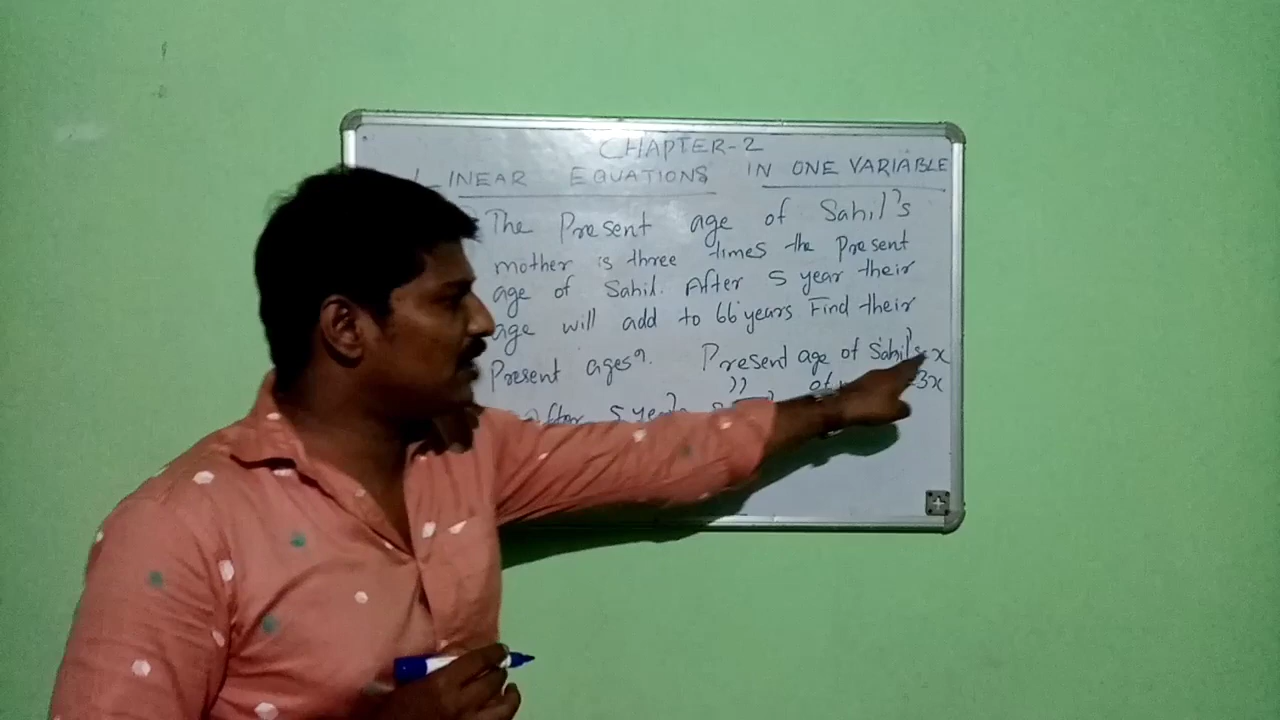 CHAPTER-2
LINEAR EQUATIONS IN ONE VARIABLE
The Present age of Sahil's
mother is three times the Present
age of Sahil. After 5 year their
age will add to 66 years Find their
Present ages?. Present age of Sahil's = x
)) of = 3x
after 5 years